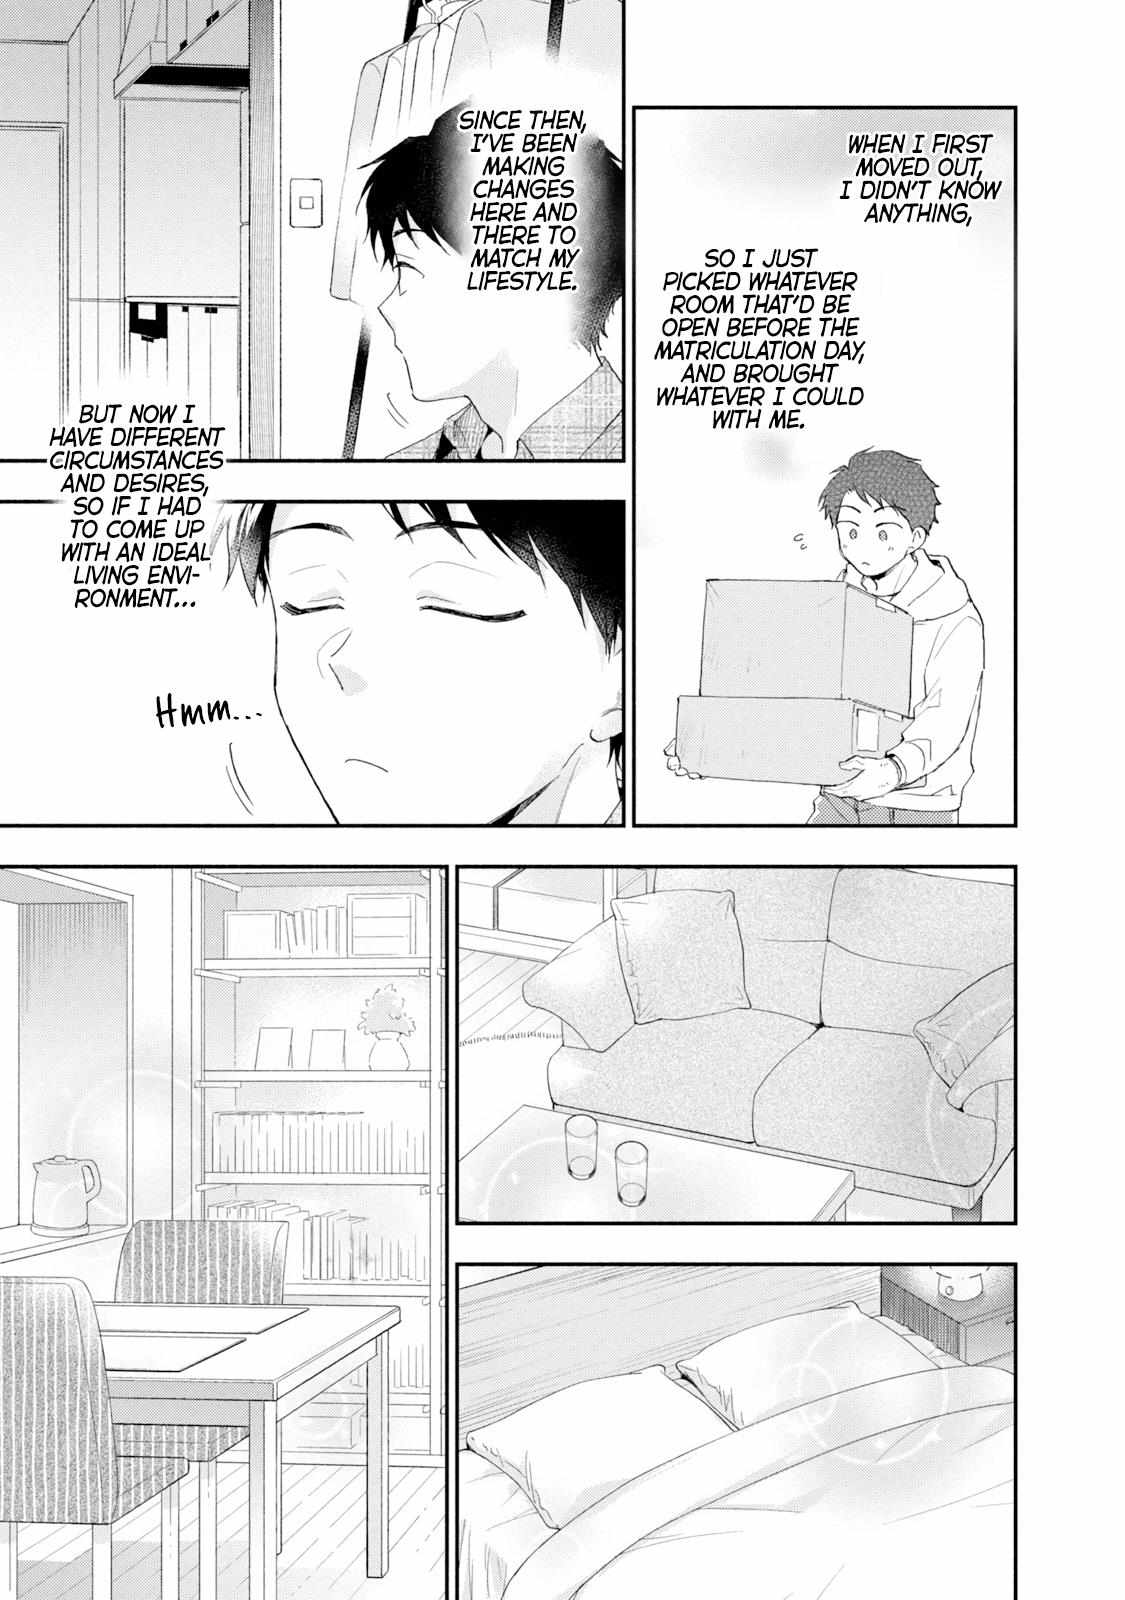 WHEN I FIRST
MOVED OUT,
I DIDN'T KNOW
ANYTHING,
SO I JUST
PICKED WHATEVER
ROOM THAT'D BE
OPEN BEFORE THE
MATRICULATION DAY,
AND BROUGHT
WHATEVER I COULD
WITH ME.
SINCE THEN,
I'VE BEEN
MAKING
CHANGES
HERE AND
THERE TO
MATCH MY
LIFESTYLE.
BUT NOW I
HAVE DIFFERENT
CIRCUMSTANCES
AND DESIRES,
SO IF I HAD
TO COME UP
WITH AN IDEAL
LIVING ENVI-
RONMENT...
Hmm...